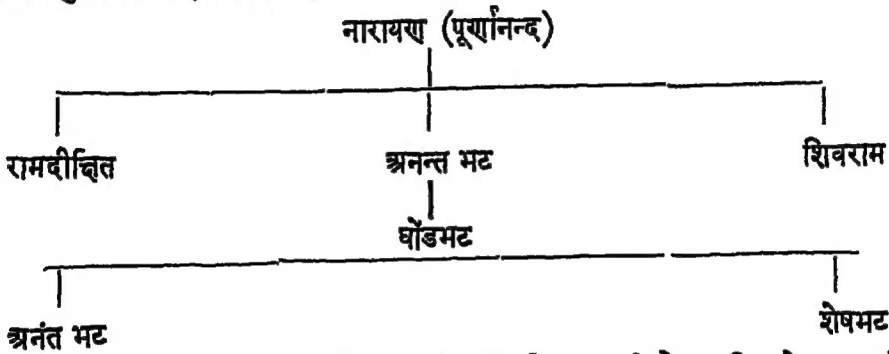 नारायण (पूर्णानन्द)
रामदीक्षित अनन्त भट शिवराम
घोंडभट
अनंत भट शेषभट